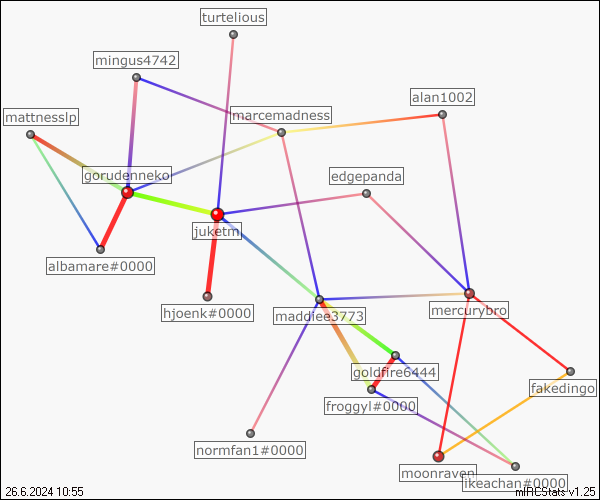 turtelious
mingus4742
alan1002
mattnesslp
marcemadness
gorudenneko
edgepanda
juketm
albamare#0000
hjoenk#0000
maddiee3773
mercurybro
goldfire6444
fakedingo
froggyl#0000
normfan1#0000
moonraven
ikeachan#0000
26.6.2024 10:55
mIRCStats v1.25